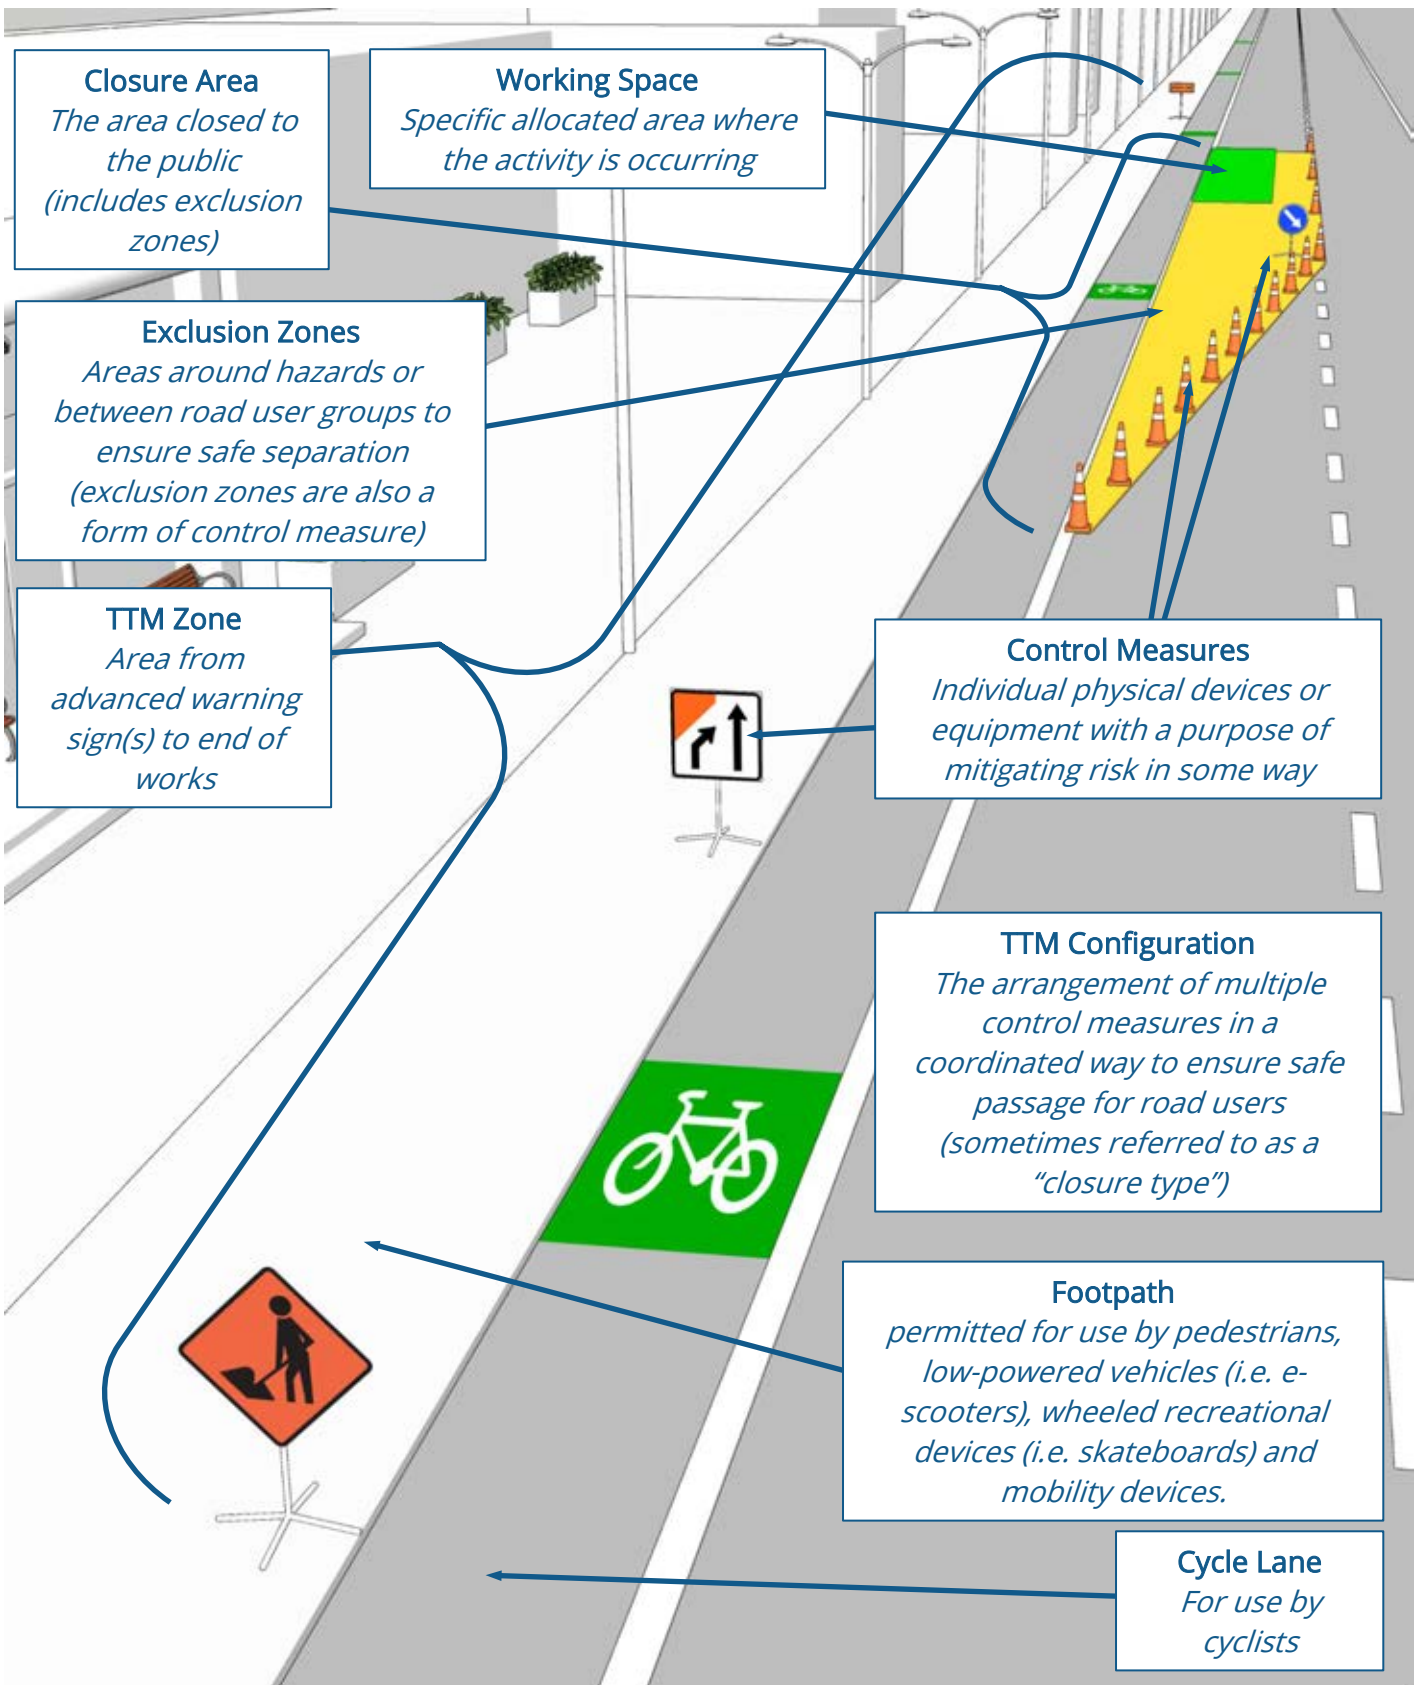 Closure Area
The area closed to
the public
(includes exclusion
zones)
Working Space
Specific allocated area where
the activity is occurring
Exclusion Zones
Areas around hazards or
between road user groups to
ensure safe separation
(exclusion zones are also a
form of control measure)
TTM Zone
Area from
advanced warning
sign(s) to end of
works
Control Measures
Individual physical devices or
equipment with a purpose of
mitigating risk in some way
TTM Configuration
The arrangement of multiple
control measures in a
coordinated way to ensure safe
passage for road users
(sometimes referred to as a
“closure type”)
Footpath
permitted for use by pedestrians,
low-powered vehicles (i.e. e-
scooters), wheeled recreational
devices (i.e. skateboards) and
mobility devices.
Cycle Lane
For use by
cyclists